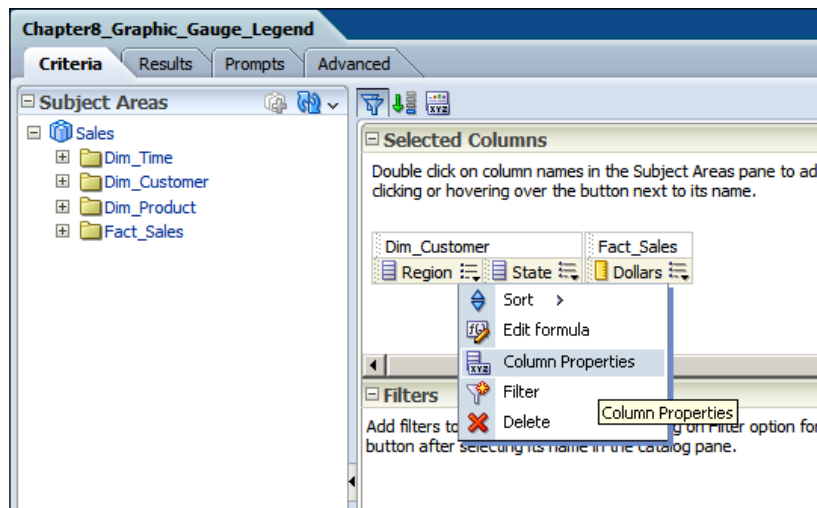 Chapter8_Graphic_Gauge_Legend
Criteria Results Prompts Advanced
Subject Areas
Sales
Dim_Time
Dim_Customer
Dim_Product
Fact_Sales
XYZ
Selected Columns
Double click on column names in the Subject Areas pane to ad
clicking or hovering over the button next to its name.
Dim_Customer Fact_Sales
Region State Dollars
Sort
Edit formula
XYZ Column Properties
Filter
Delete
Column Properties
Filters
Add filters to g on Filter option for
button after selecting its name in the catalog pane.